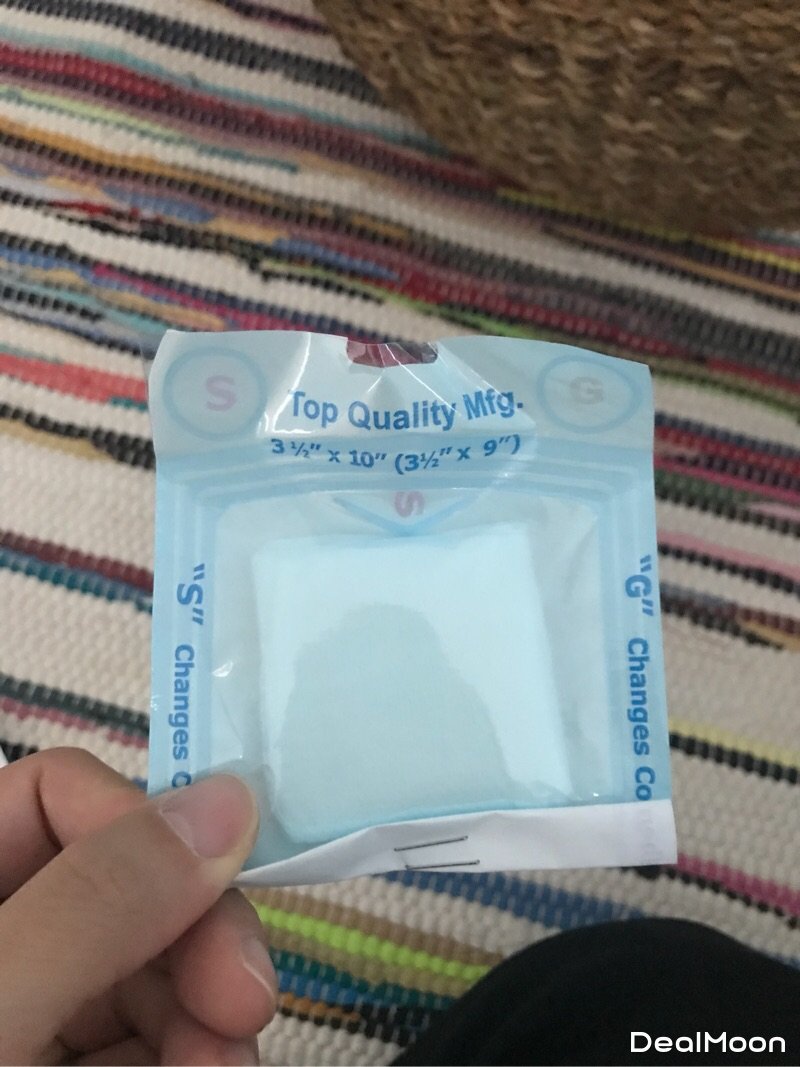 S
G
Top Quality Mfg.
3 ½" x 10" (3½" x 9")
S
"S" Changes
"G" Changes Co
DealMoon